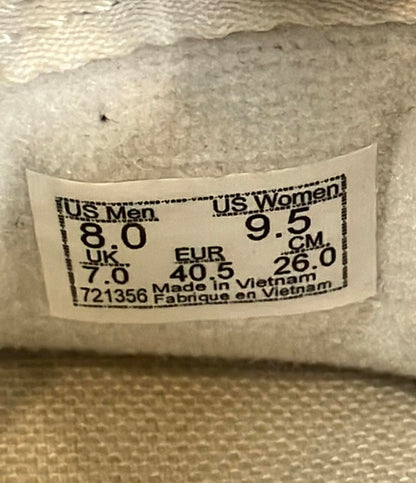 US Men US Women
8.0 9.5
UK EUR CM
7.0 40.5 26.0
721356 Made in Vietnam
Fabrique en Vietnam